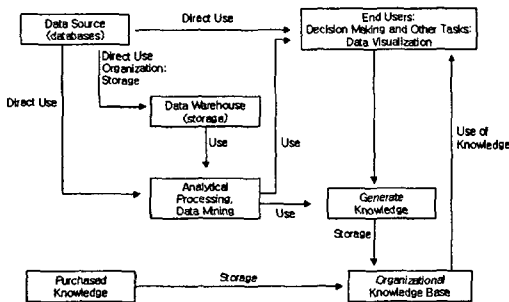 Data Source
(databases)
Direct Use
End Users:
Decision Making and Other Tasks:
Data Visualization
Direct Use
Organization:
Storage
Direct Use
Data Warehouse
(storage)
Use of
Knowledge
Use
Use
Analytical
Processing,
Data Mining
Use
Generate
Knowledge
Storage
Purchased
Knowledge
Storage
Organizational
Knowledge Base